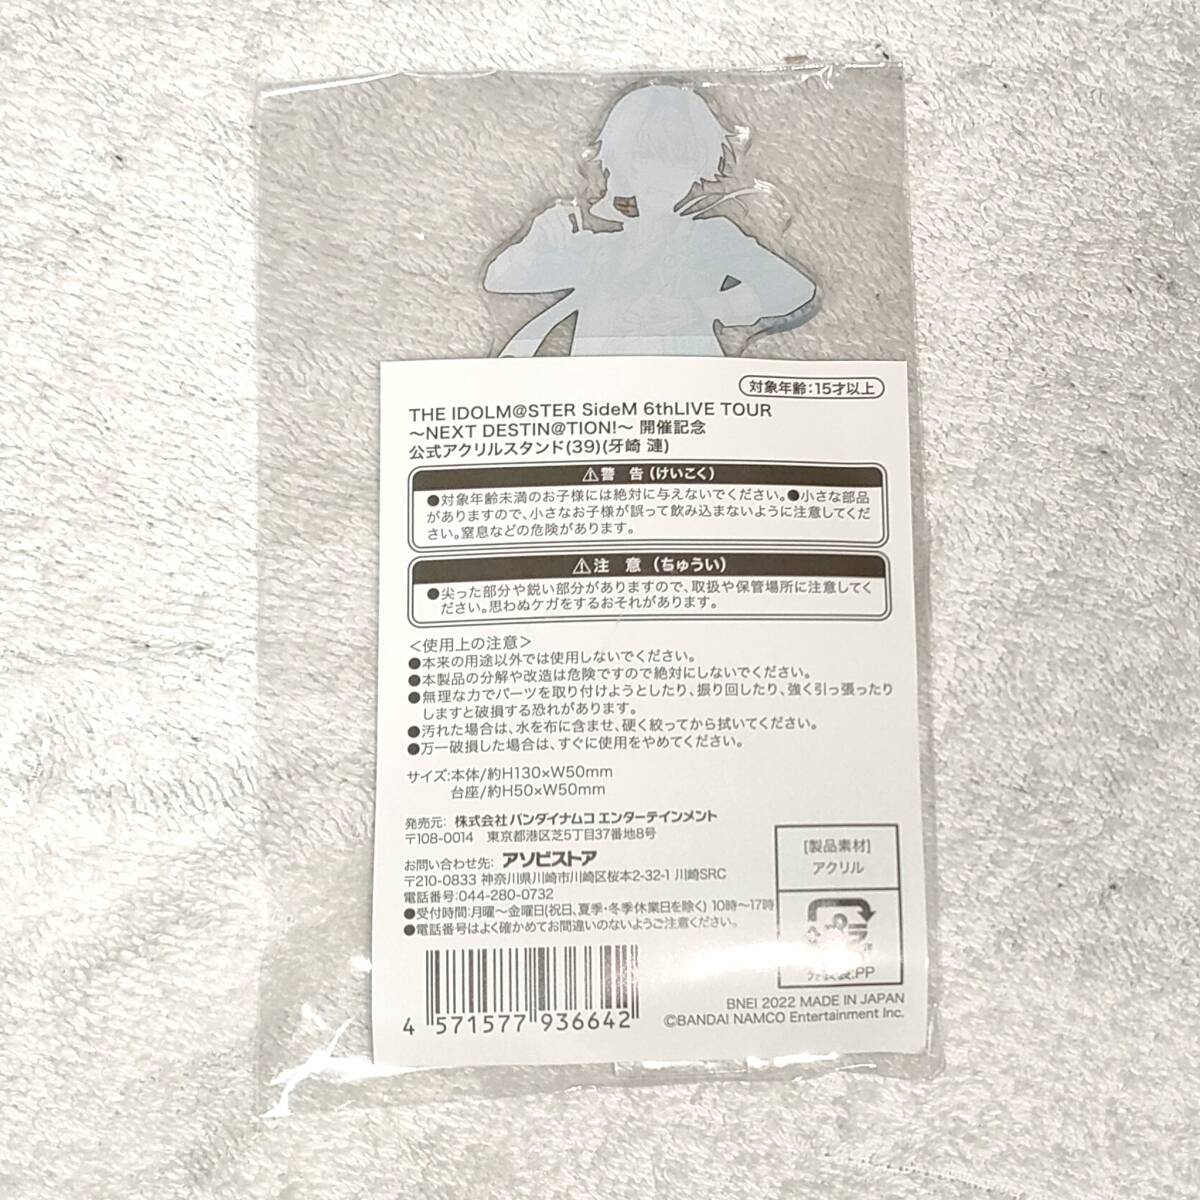 対象年齢:15才以上
THE IDOLM@STER SideM 6thLIVE TOUR
～NEXT DESTIN@TION!～ 開催記念
公式アクリルスタンド(39)(牙崎 漣)
⚠警 告(けいこく)
●対象年齢未満のお子様には絶対に与えないでください。●小さな部品
がありますので、小さなお子様が誤って飲み込まないように注意してくだ
さい。窒息などの危険があります。
⚠注 意(ちゅうい)
●尖った部分や鋭い部分がありますので、取扱や保管場所に注意してく
ださい。思わぬケガをするおそれがあります。
＜使用上の注意＞
●本来の用途以外では使用しないでください。
●本製品の分解や改造は危険ですので絶対にしないでください。
●無理な力でパーツを取り付けようとしたり、振り回したり、強く引っ張ったり
しますと破損する恐れがあります。
●汚れた場合は、水を布に含ませ、硬く絞ってから拭いてください。
●万一破損した場合は、すぐに使用をやめてください。
サイズ:本体/約H130×W50mm
台座/約H50×W50mm
発売元: 株式会社 バンダイナムコ エンターテインメント
〒108-0014 東京都港区芝5丁目37番地8号
お問い合わせ先: アソビストア
〒210-0833 神奈川県川崎市川崎区桜本2-32-1 川崎SRC
電話番号:044-280-0732
●受付時間:月曜～金曜日(祝日、夏季・冬季休業日を除く) 10時～17時
●電話番号はよく確かめてお間違いのないようご注意ください。
[製品素材]
アクリル
プラ
PP
4 571577 936642
BNEI 2022 MADE IN JAPAN
©BANDAI NAMCO Entertainment Inc.